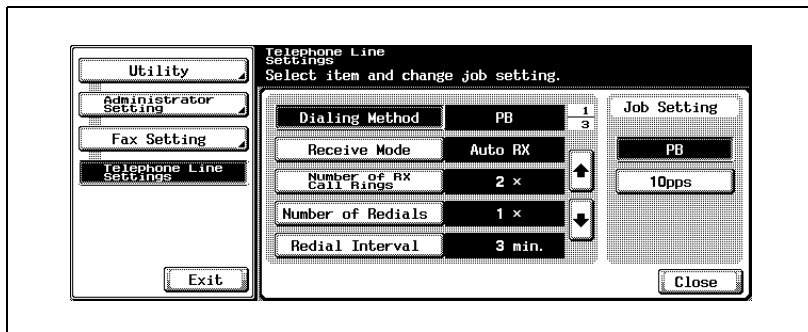 Utility
Administrator
Setting
Fax Setting
Telephone Line
Settings
Exit
Telephone Line
Settings
Select item and change job setting.
Dialing Method PB
1
3
Receive Mode Auto RX
Number of RX
Call Rings 2 ×
Number of Redials 1 ×
Redial Interval 3 min.
Job Setting
PB
10pps
Close